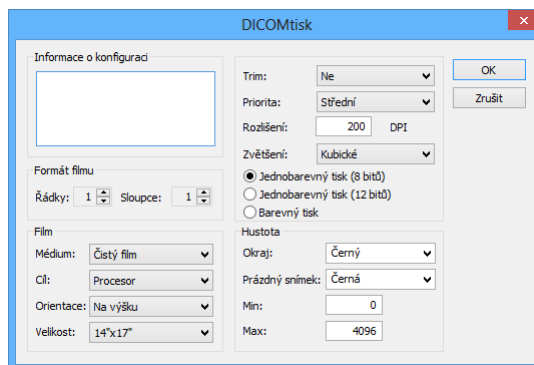 DICOMtisk
Informace o konfiguraci
Formát filmu
Řádky: 1 Sloupce: 1
Film
Médium: Čistý film
Cíl: Procesor
Orientace: Na výšku
Velikost: 14"x17"
Trim: Ne
Priorita: Střední
Rozlišení: 200 DPI
Zvětšení: Kubické
Jednobarevný tisk (8 bitů)
Jednobarevný tisk (12 bitů)
Barevný tisk
Hustota
Okraj: Černý
Prázdný snímek: Černá
Min: 0
Max: 4096
OK
Zrušit